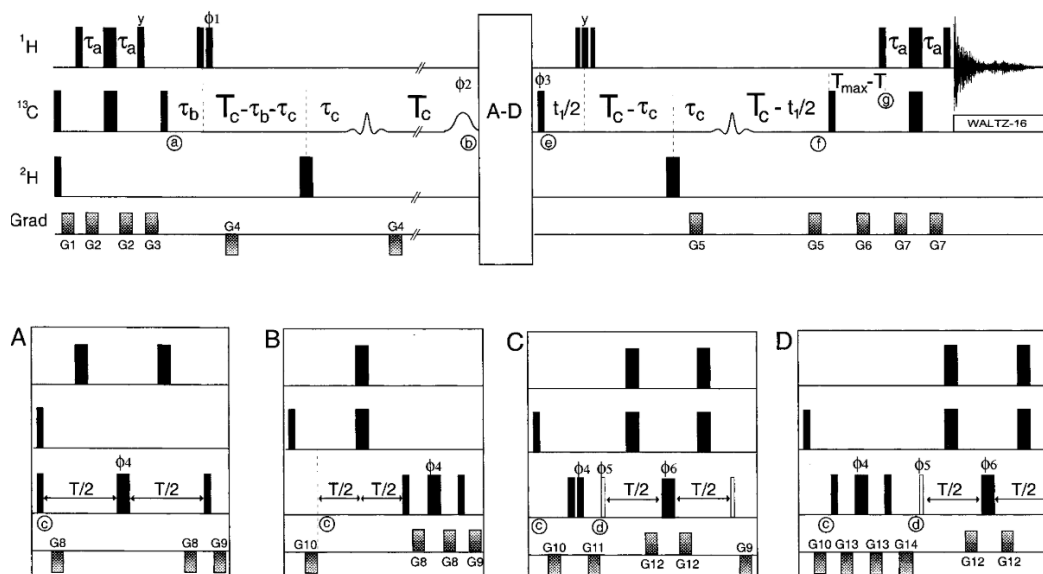 y ϕ1
¹H τa τa
ϕ2
¹³C τb Tc-τb-τc τc Tc
ⓐ ⓑ
A-D
y
ϕ3 t₁/2 Tc-τc τc Tc-t₁/2 Tmax-T τa τa
ⓔ ⓕ ⓖ
WALTZ-16
²H
Grad
G1 G2 G2 G3 G4 G4 G5 G5 G6 G7 G7
A
ϕ4
T/2 T/2
ⓒ
G8 G8 G9
B
ϕ4
T/2 T/2
ⓒ
G10 G8 G8 G9
C
ϕ4 ϕ5 ϕ6
T/2 T/2
ⓒ ⓓ
G10 G11 G12 G12 G9
D
ϕ4 ϕ5 ϕ6
T/2 T/2
ⓒ ⓓ
G10 G13 G13 G14 G12 G12